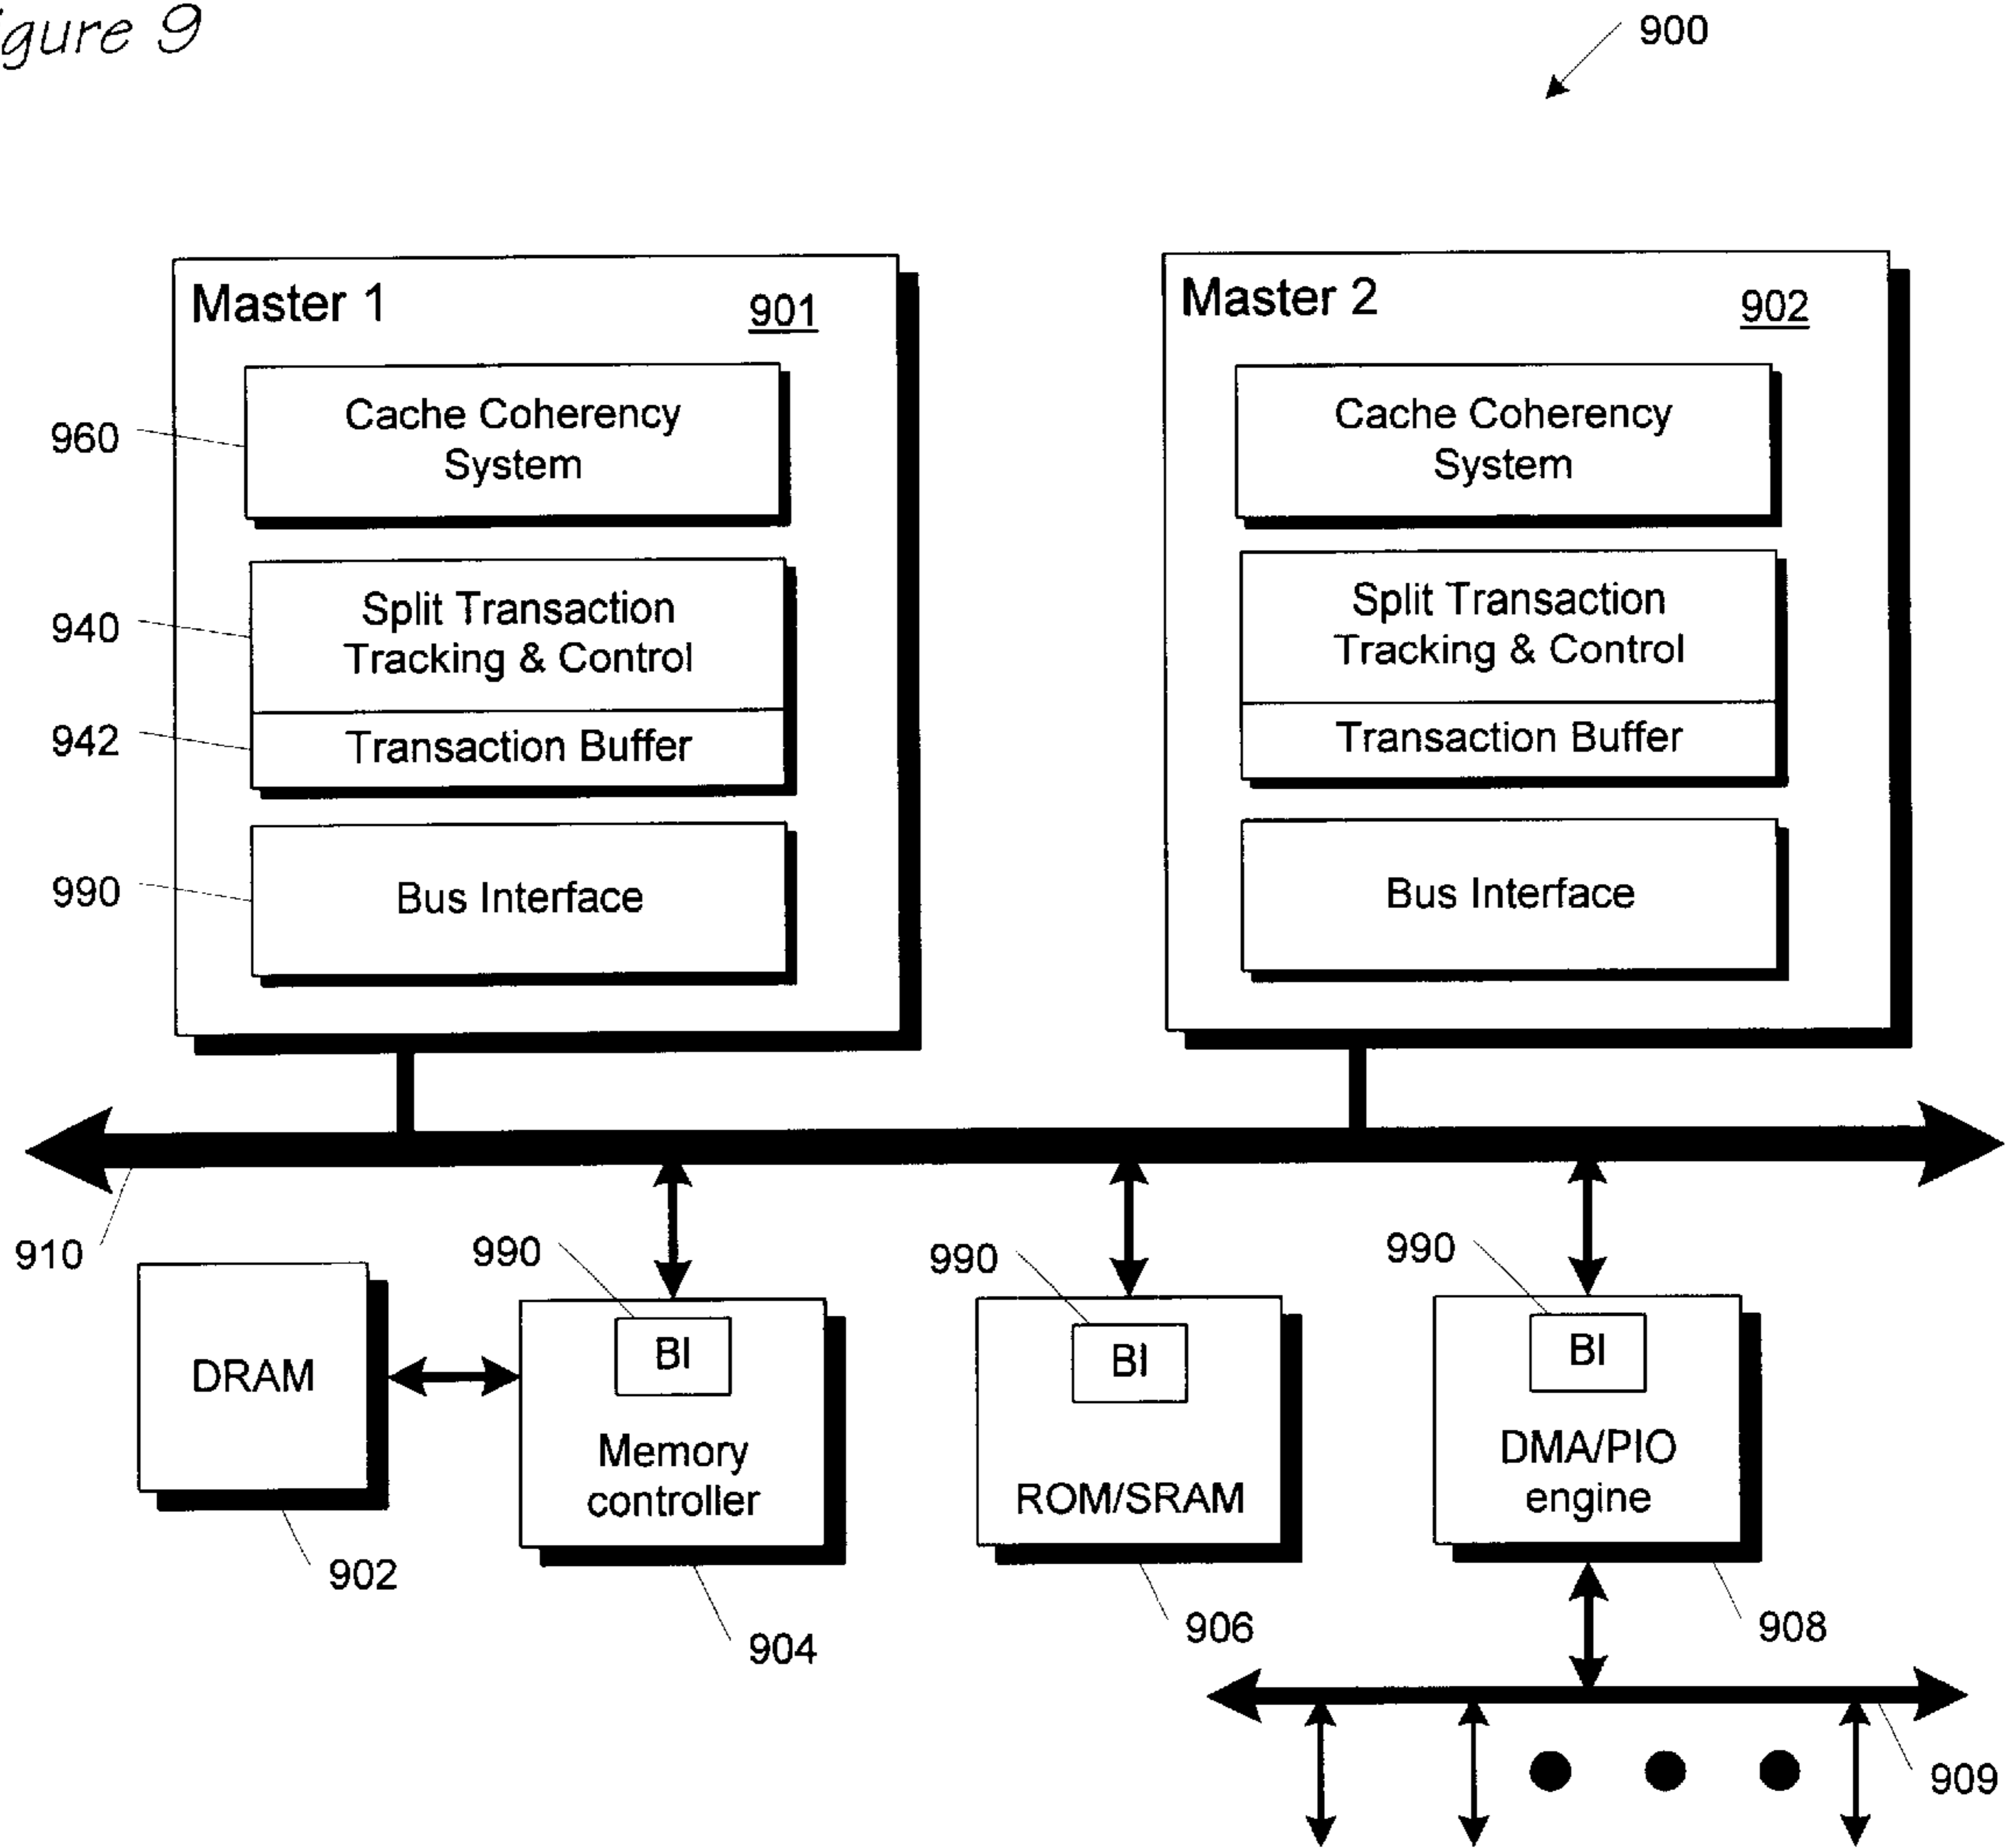 gure 9
900
Master 1
901
Cache Coherency
System
960
Split Transaction
Tracking & Control
940
Transaction Buffer
942
Bus Interface
990
Master 2
902
Cache Coherency
System
Split Transaction
Tracking & Control
Transaction Buffer
Bus Interface
910
DRAM
902
990
BI
Memory
controller
904
990
BI
ROM/SRAM
906
990
BI
DMA/PIO
engine
908
909